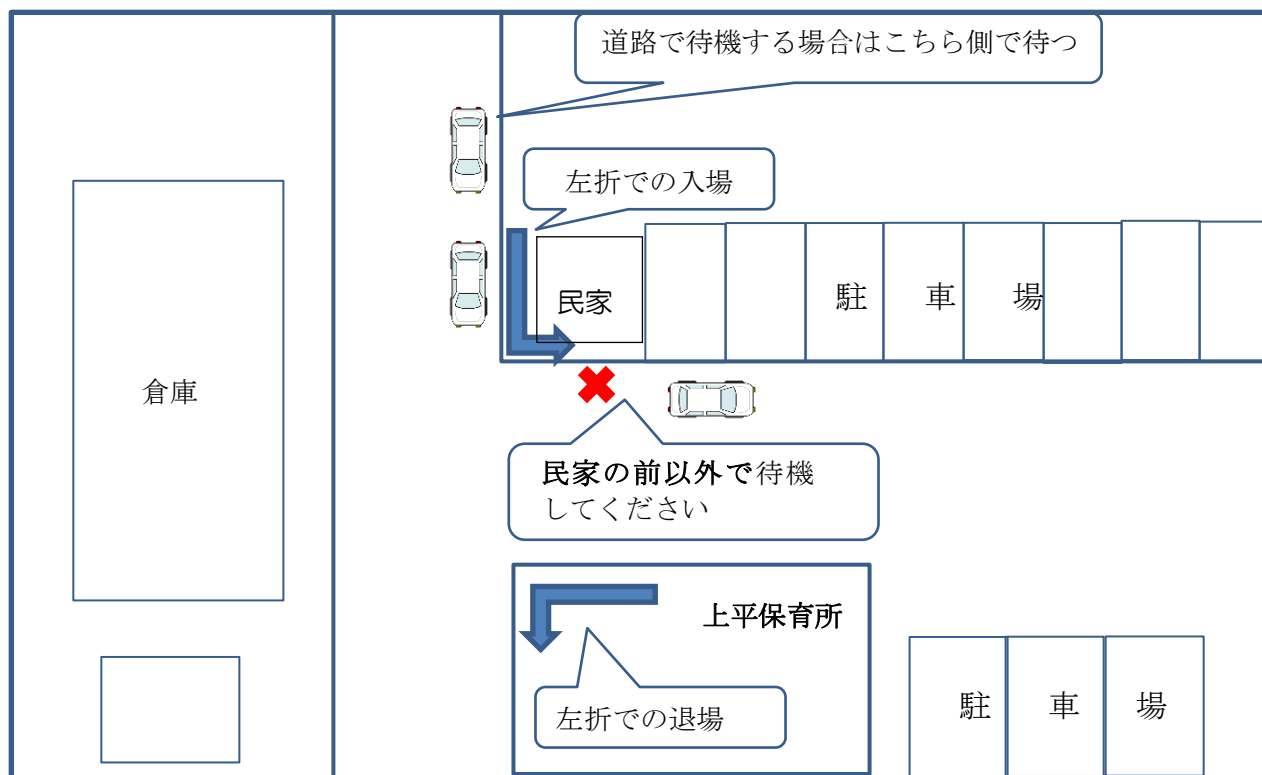 道路で待機する場合はこちら側で待つ
左折での入場
民家
駐　車　場
倉庫
民家の前以外で待機
してください
上平保育所
左折での退場
駐　車　場